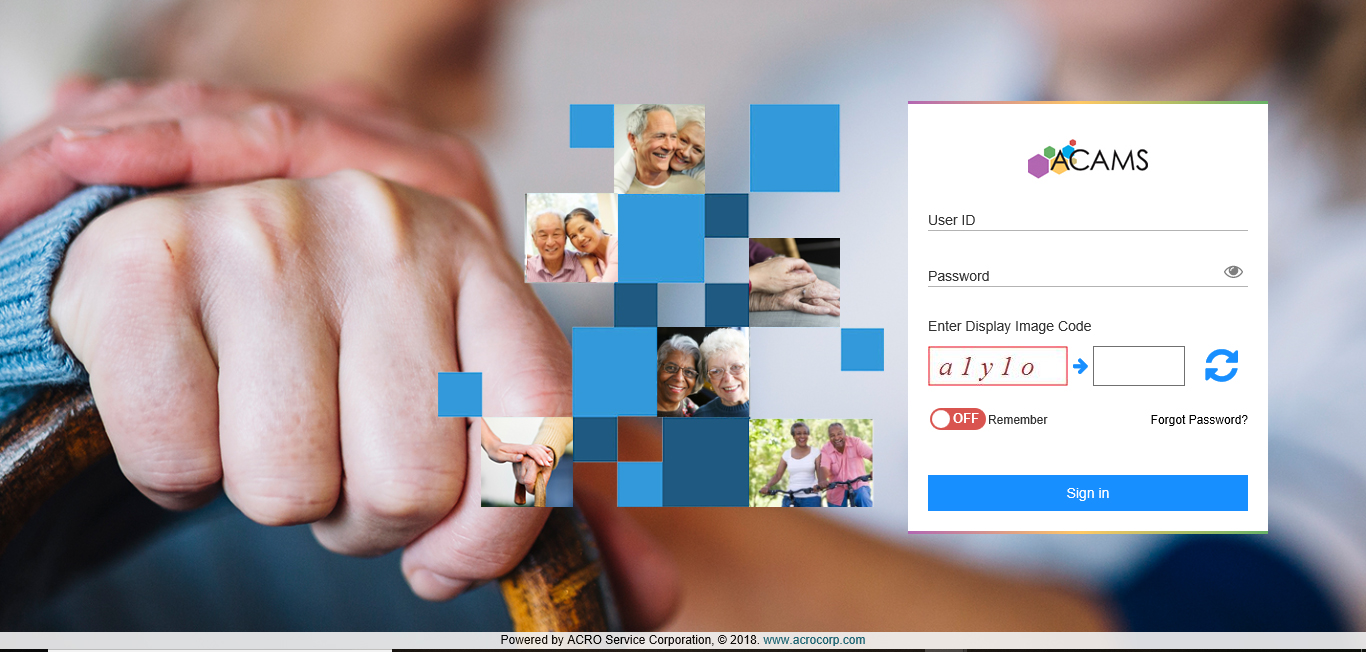 ACAMS
User ID
Password
Enter Display Image Code
a l y l o
OFF Remember Forgot Password?
Sign in
Powered by ACRO Service Corporation, © 2018. www.acrocorp.com